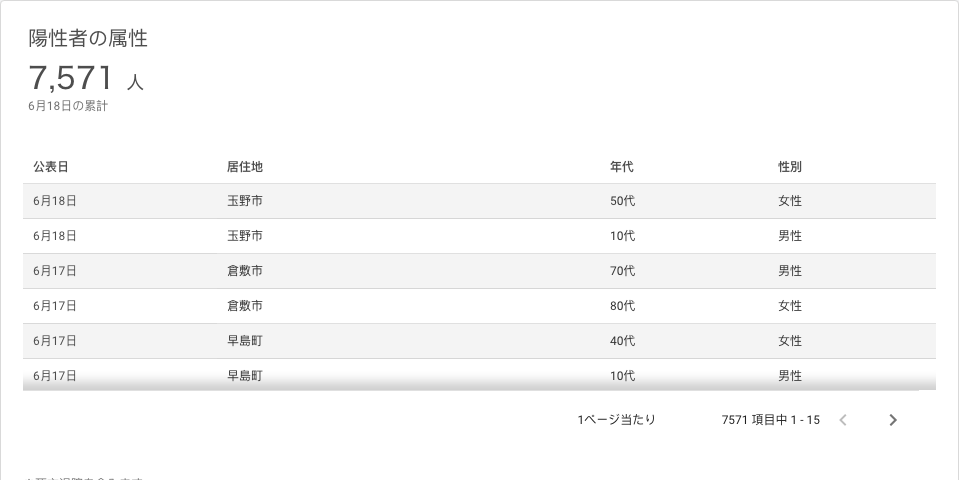 陽性者の属性
7,571 人
6月18日の累計
公表日 居住地 年代 性別
6月18日 玉野市 50代 女性
6月18日 玉野市 10代 男性
6月17日 倉敷市 70代 男性
6月17日 倉敷市 80代 女性
6月17日 早島町 40代 女性
6月17日 早島町 10代 男性
1ページ当たり 7571 項目中 1 - 15